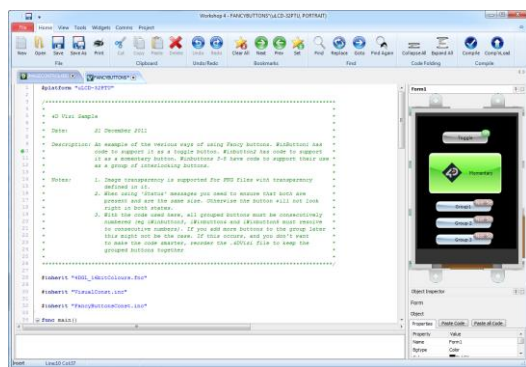 Workshop 4 - FANCYBUTTONS*(uLCD-32PTU, PORTRAIT)
File Home View Tools Widgets Comms Project
New Open Save Save As Print Cut Copy Paste Delete Undo Redo Clear All Next Prev Set Find Replace Goto Find Again Collapse All Expand All Compile Comp'n Load
File Clipboard Undo/Redo Bookmarks Find Code Folding Compile
FANCYBUTTONS*
#platform "uLCD-32PTU"
4D Visi Sample
Date: 21 December 2011
Description: An example of the various ways of using Fancy buttons. Winbutton1 has
code to support it as a toggle button. Winbutton2 has code to support
it as a momentary button. Winbuttons 3-5 have code to support their use
as a group of interlocking buttons.
Notes: 1. Image transparency is supported for PNG files with transparency
defined in it.
2. When using 'Status' messages you need to ensure that both are
present and are the same size. Otherwise the button will not look
right in both states.
3. With the code used here, all grouped buttons must be consecutively
numbered (eg iWinbutton3, iWinbutton4 and iWinbutton5 must resolve
to consecutive numbers). If you add more buttons to the group later
this might not be the case. If this occurs, and you don't want
to make the code smarter, reorder the .4DViz file to keep the
grouped buttons together
#inherit "4DGL_16bitColours.fnc"
#inherit "VisualConst.inc"
#inherit "FancyButtonsConst.inc"
func main()
Form1
Toggle
4D Momentary
Group1
Group 2
Group 3
Object Inspector
Form
Object
Properties Paste Code Paste all Code
Property Value
Name Form1
Bgtype Color
Insert Line10 Col37